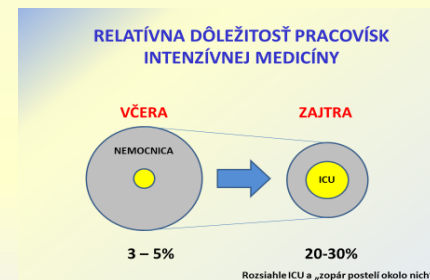 RELATÍVNA DÔLEŽITOSŤ PRACOVÍSK
INTENZÍVNEJ MEDICÍNY
VČERA
ZAJTRA
NEMOCNICA
ICU
3 – 5%
20-30%
Rozsiahle ICU a „zopár postelí okolo nich“